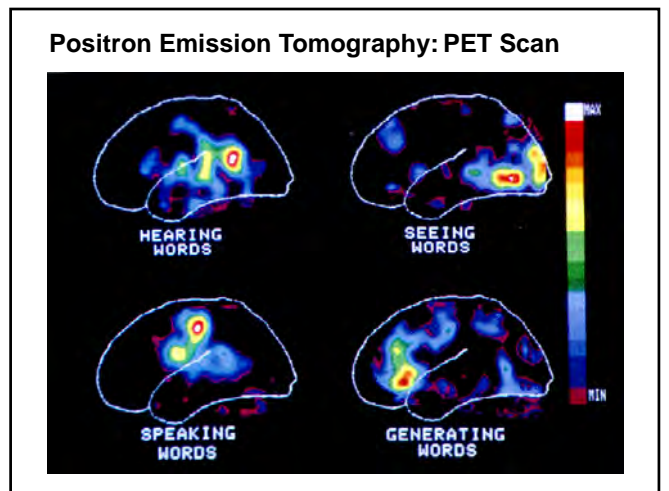 Positron Emission Tomography: PET Scan
MAX
HEARING
WORDS
SEEING
WORDS
MIN
SPEAKING
WORDS
GENERATING
WORDS